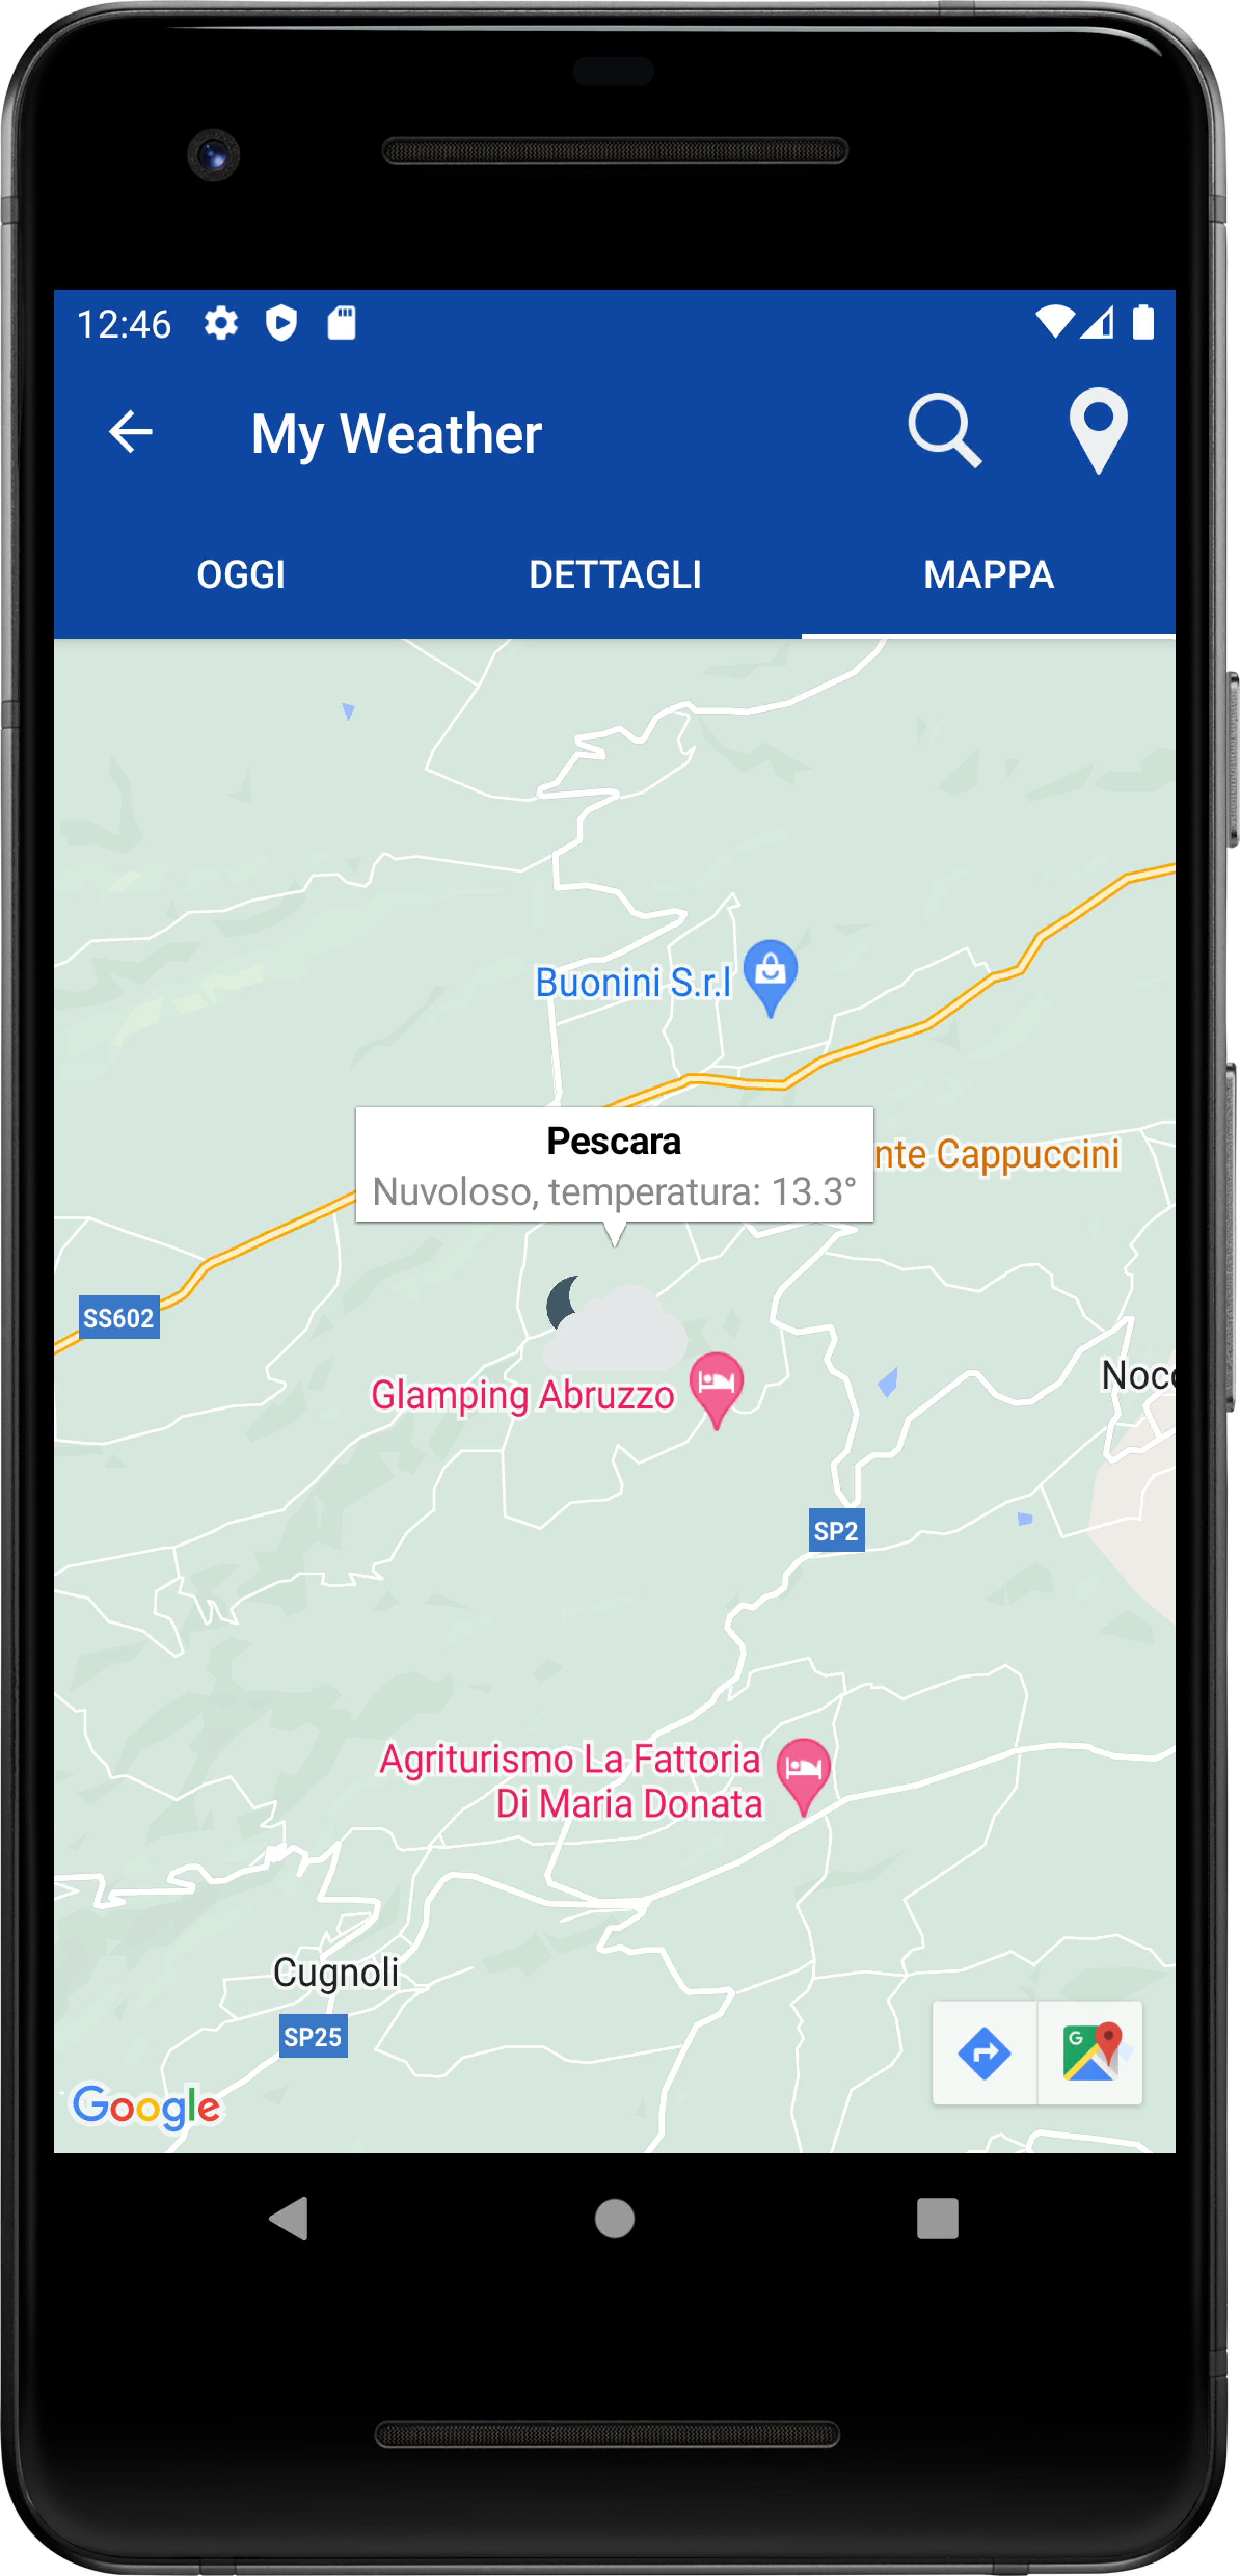 12:46
My Weather
OGGI DETTAGLI MAPPA
Buonini S.r.l
Pescara
Nuvoloso, temperatura: 13.3°
nte Cappuccini
SS602
Noc
Glamping Abruzzo
SP2
Agriturismo La Fattoria
Di Maria Donata
Cugnoli
SP25
Google
G